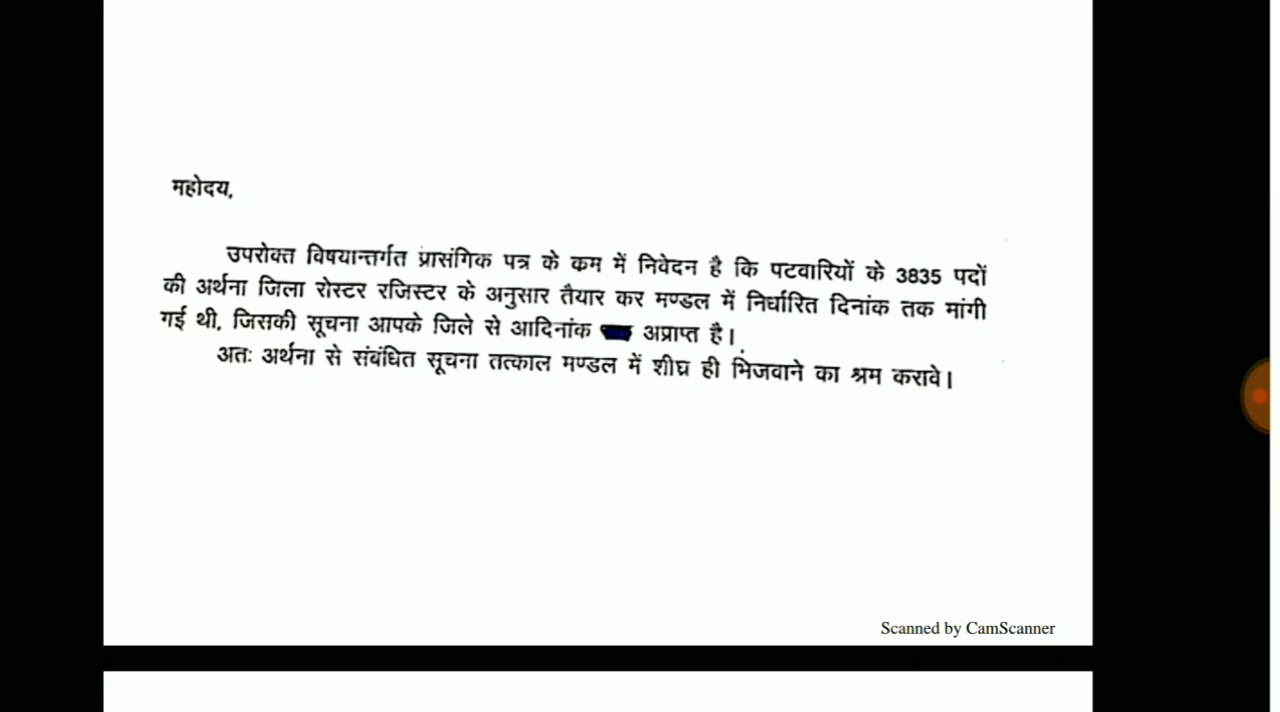 महोदय,
उपरोक्त विषयान्तर्गत प्रासंगिक पत्र के कम में निवेदन है कि पटवारियों के 3835 पदों
की अर्थना जिला रोस्टर रजिस्टर के अनुसार तैयार कर मण्डल में निर्धारित दिनांक तक मांगी
गई थी, जिसकी सूचना आपके जिले से आदिनांक अप्राप्त है।
अतः अर्थना से संबंधित सूचना तत्काल मण्डल में शीघ्र ही भिजवाने का श्रम करावे।
Scanned by CamScanner